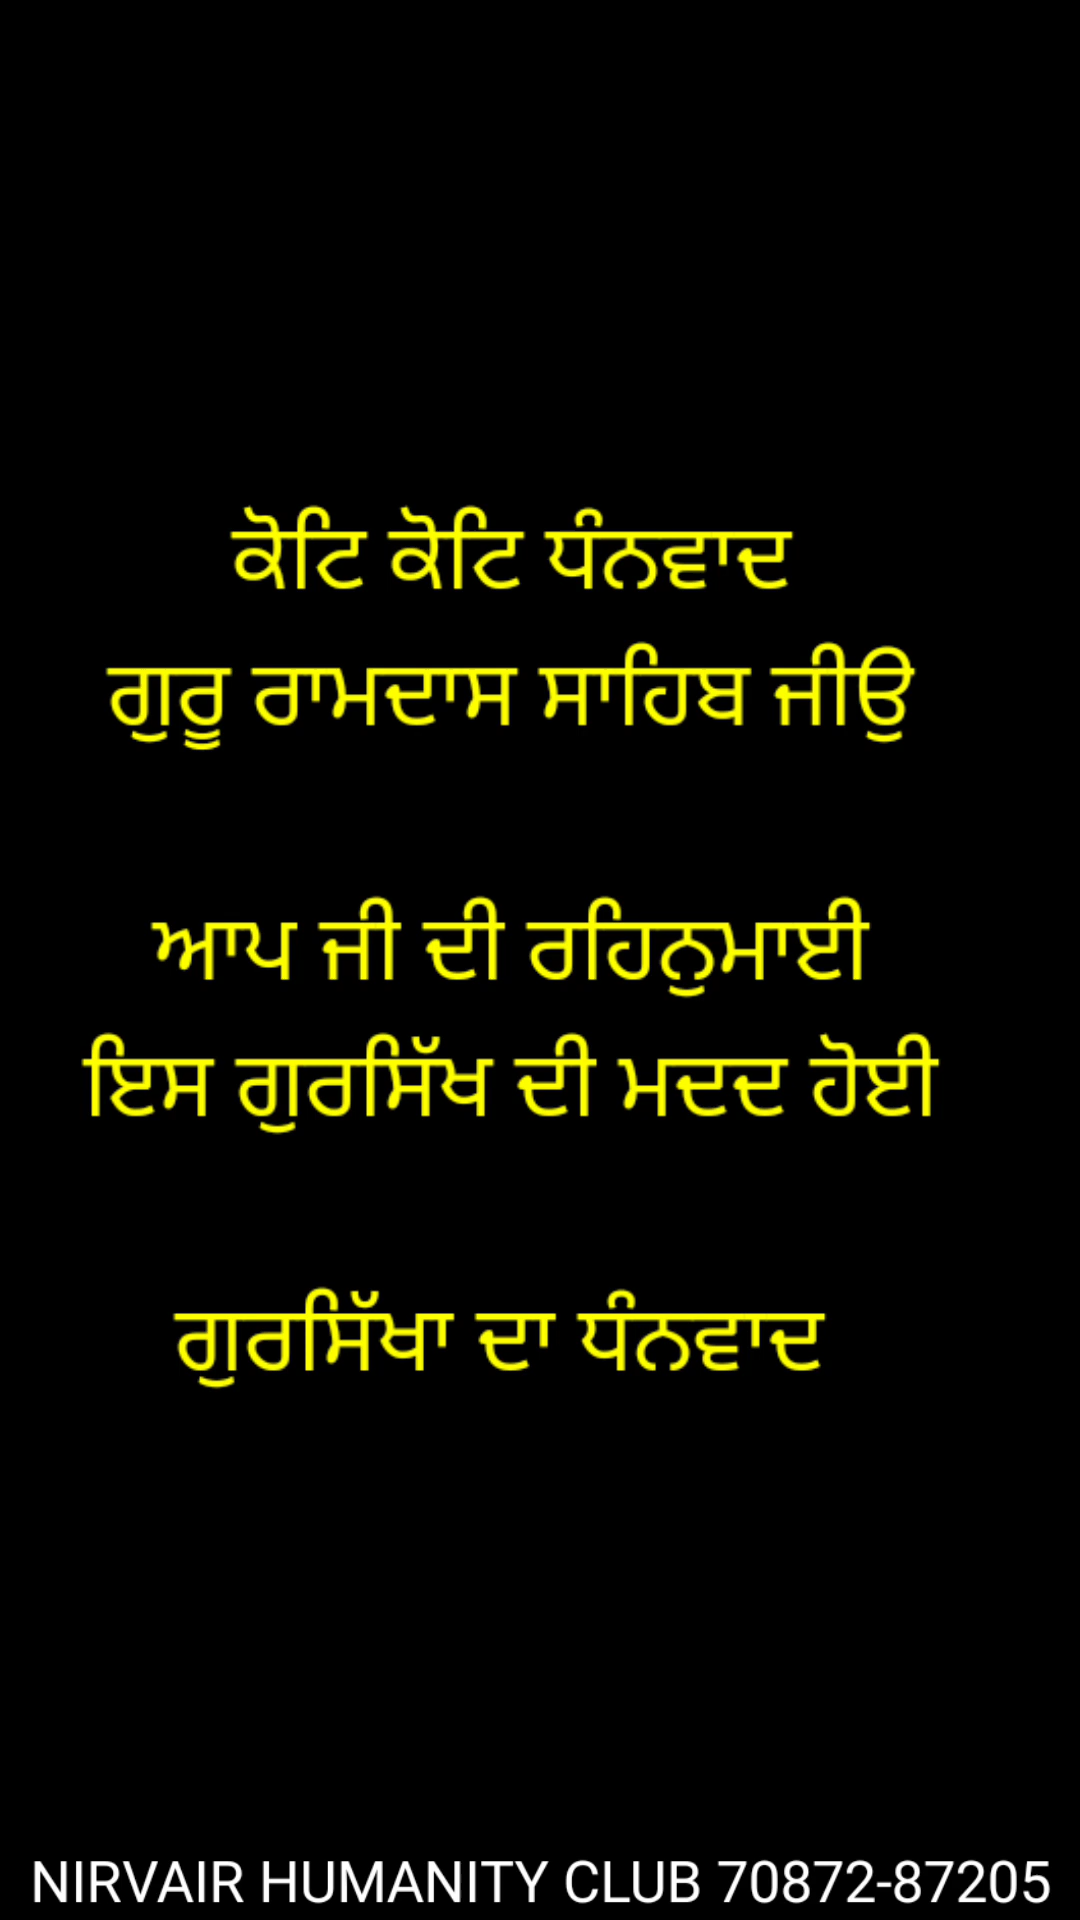 ਕੋਟਿ ਕੋਟਿ ਧੰਨਵਾਦ
ਗੁਰੂ ਰਾਮਦਾਸ ਸਾਹਿਬ ਜੀਉ
ਆਪ ਜੀ ਦੀ ਰਹਿਨੁਮਾਈ
ਇਸ ਗੁਰਸਿੱਖ ਦੀ ਮਦਦ ਹੋਈ
ਗੁਰਸਿੱਖਾ ਦਾ ਧੰਨਵਾਦ
NIRVAIR HUMANITY CLUB 70872-87205